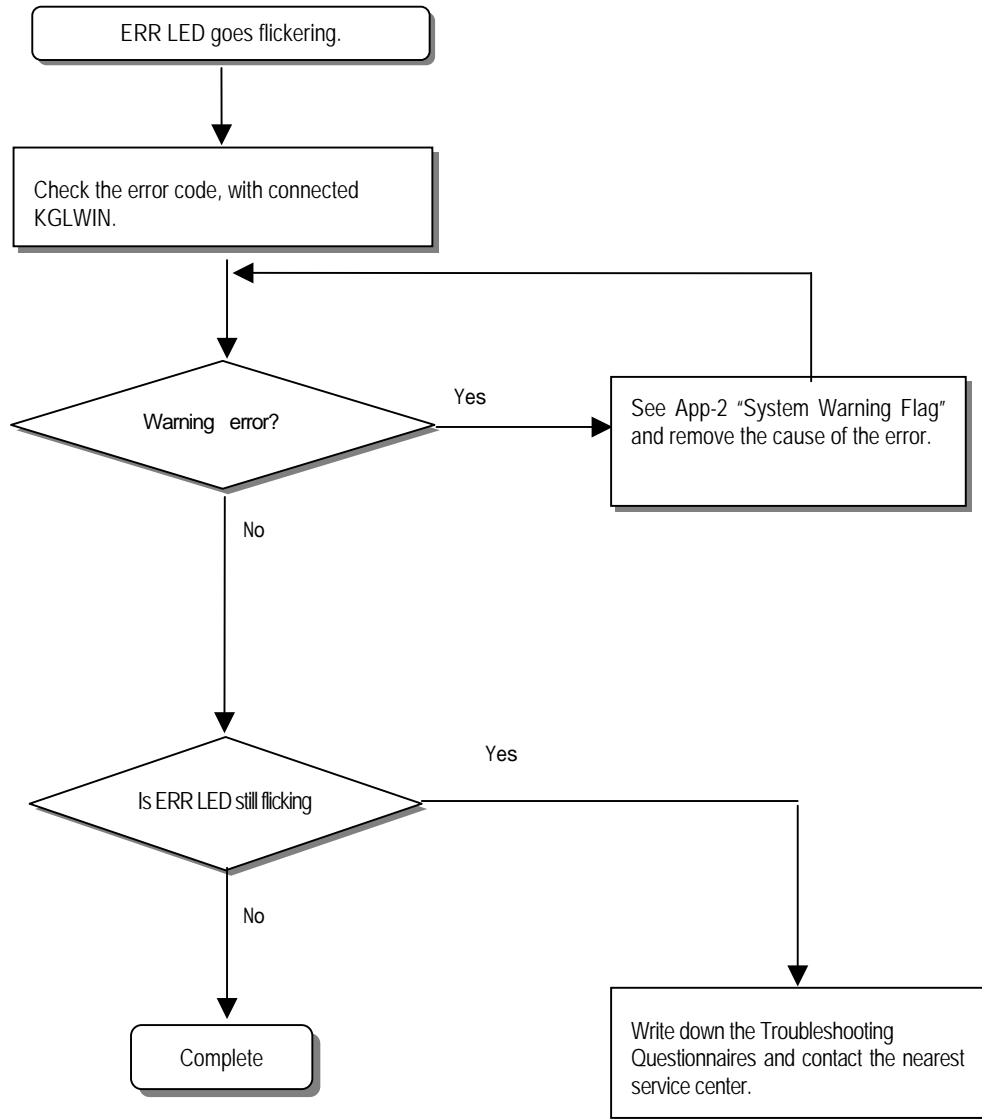 ERR LED goes flickering.
Check the error code, with connected
KGLWIN.
Warning error?
Yes
See App-2 “System Warning Flag”
and remove the cause of the error.
No
Is ERR LED still flicking
Yes
No
Complete
Write down the Troubleshooting
Questionnaires and contact the nearest
service center.